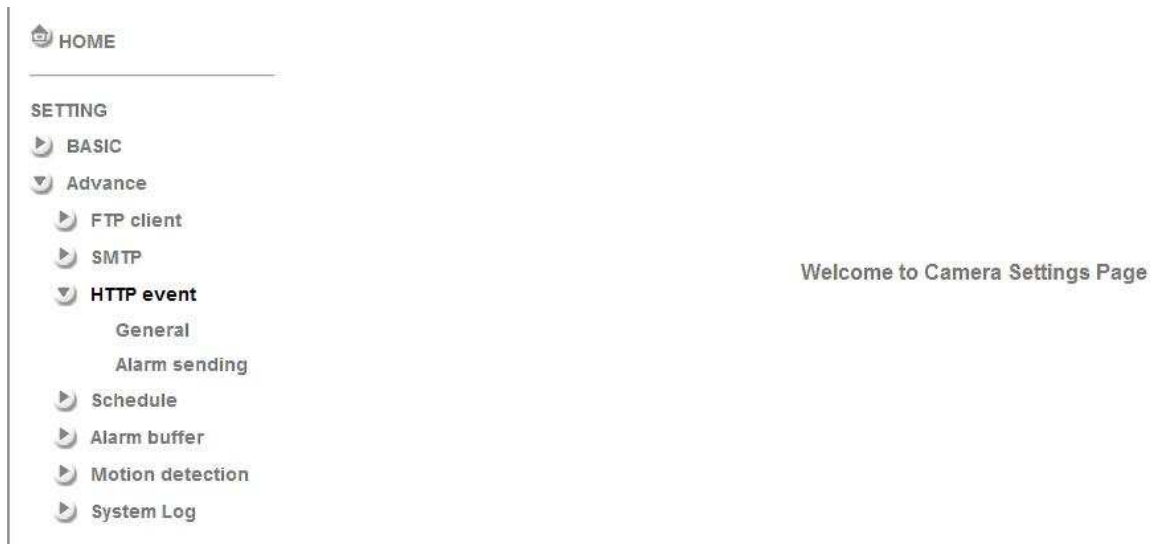 HOME
SETTING
BASIC
Advance
FTP client
SMTP
HTTP event
General
Alarm sending
Schedule
Alarm buffer
Motion detection
System Log
Welcome to Camera Settings Page